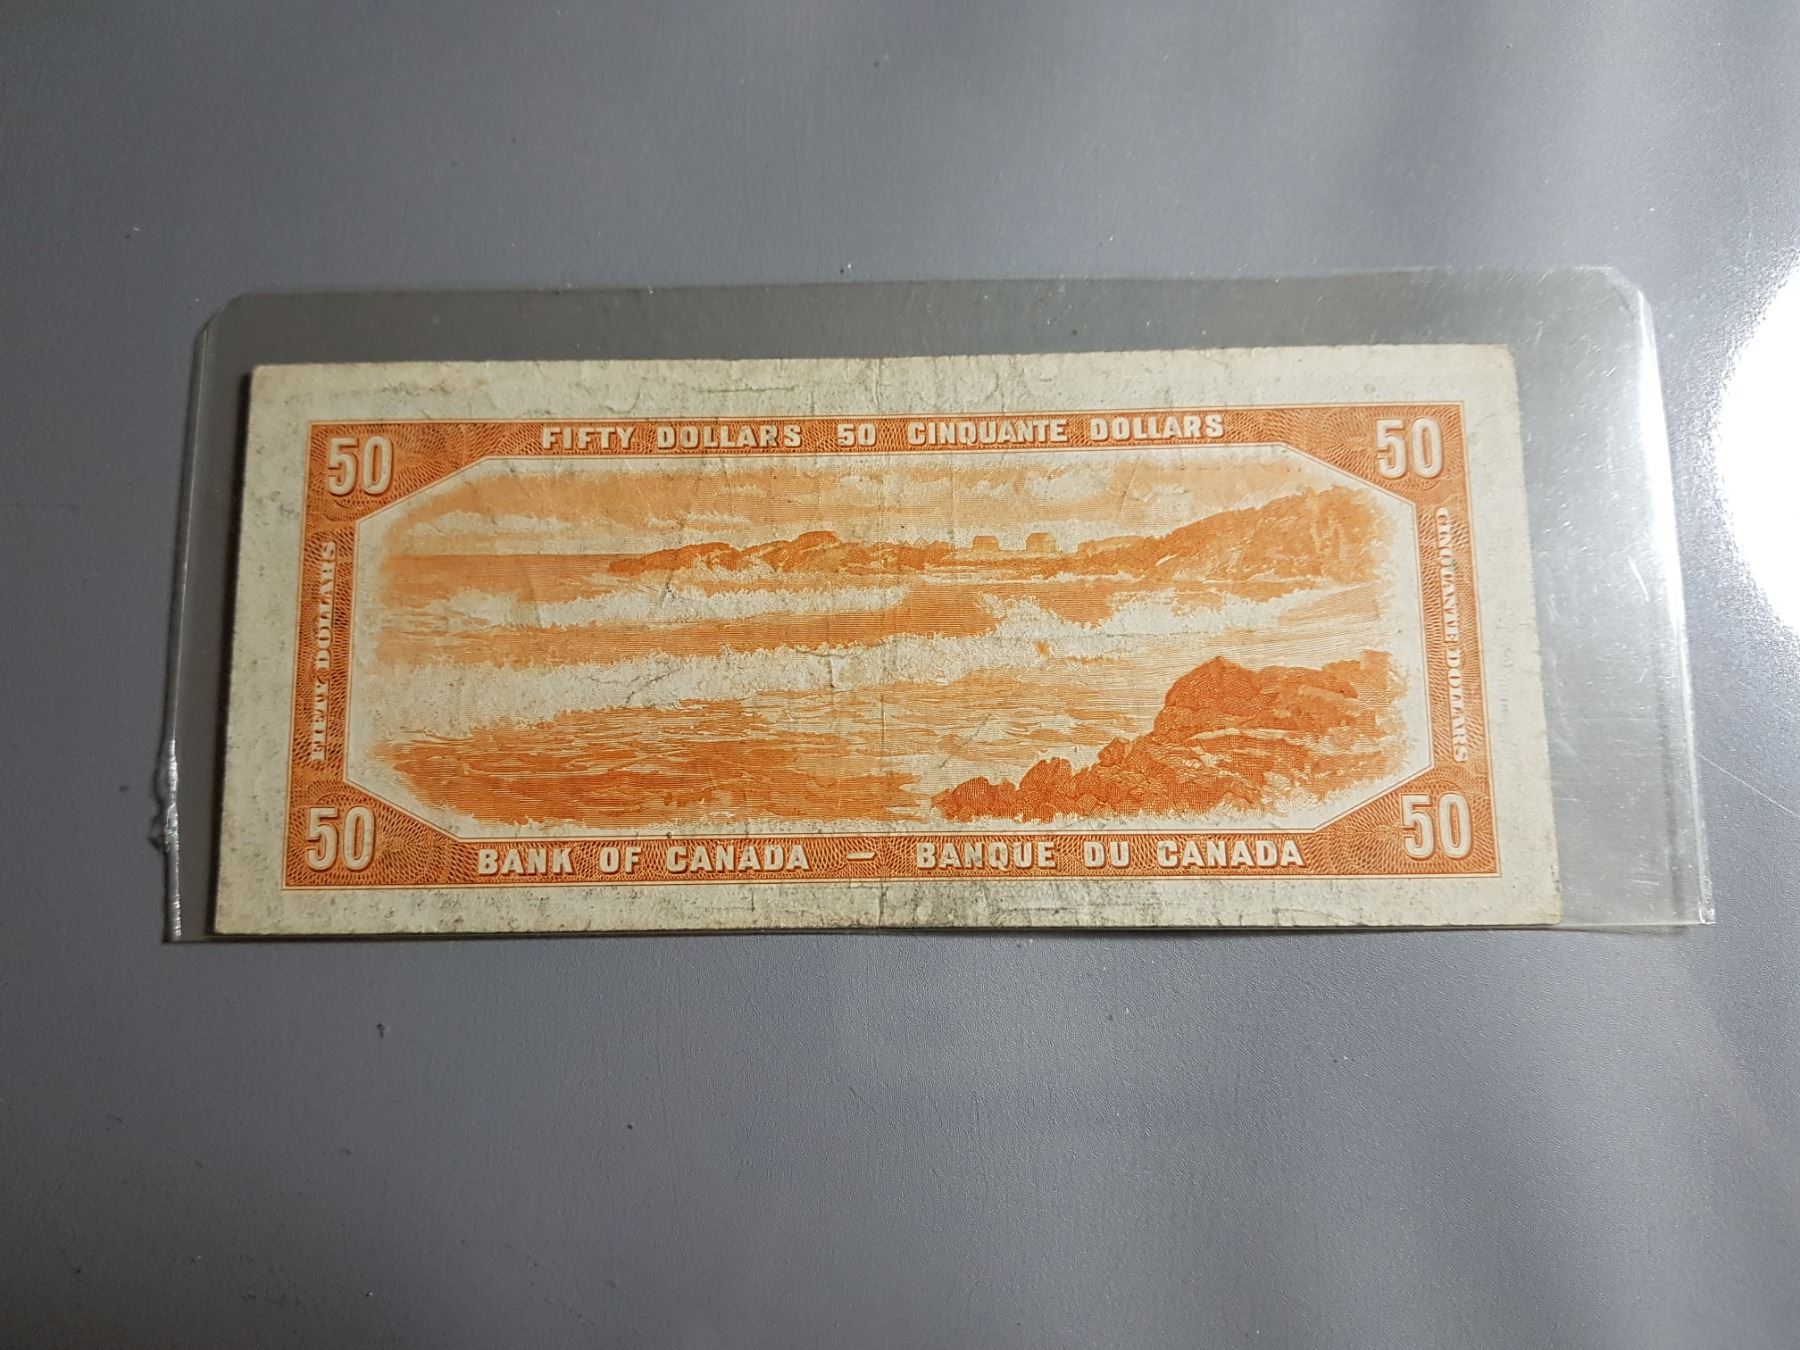 FIFTY DOLLARS 50 CINQUANTE DOLLARS
50
50
FIFTY DOLLARS
CINQUANTE DOLLARS
50
50
BANK OF CANADA — BANQUE DU CANADA